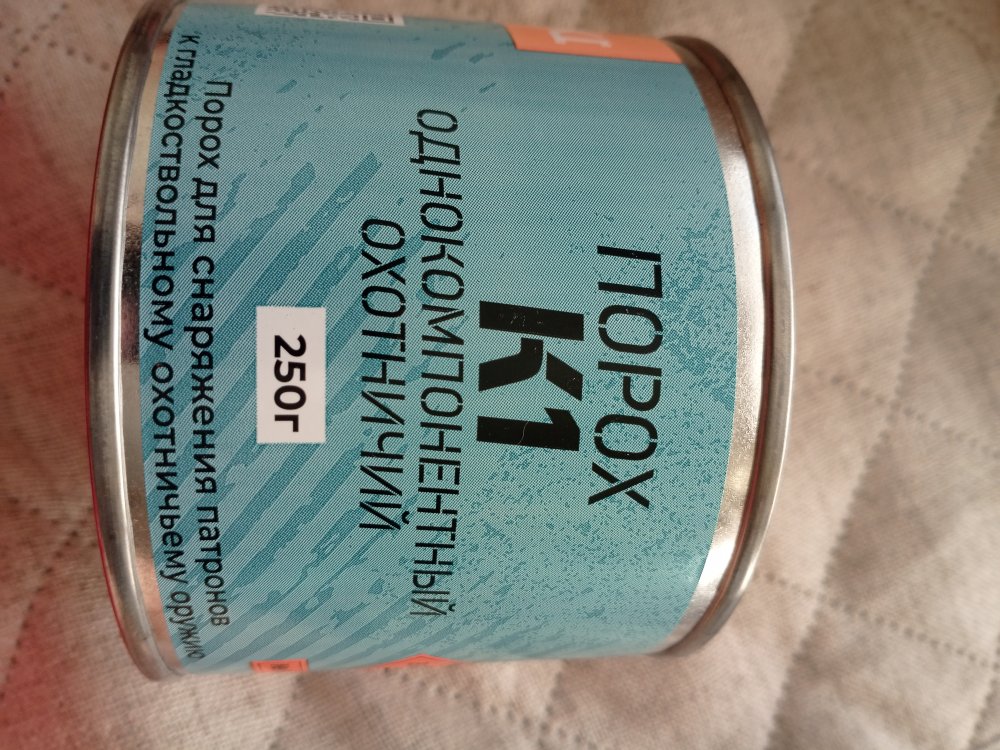 ПОРОХ
К1
ОДНОКОМПОНЕНТНЫЙ
ОХОТНИЧИЙ
250г
Порох для снаряжения патронов
к гладкоствольному охотничьему оружию